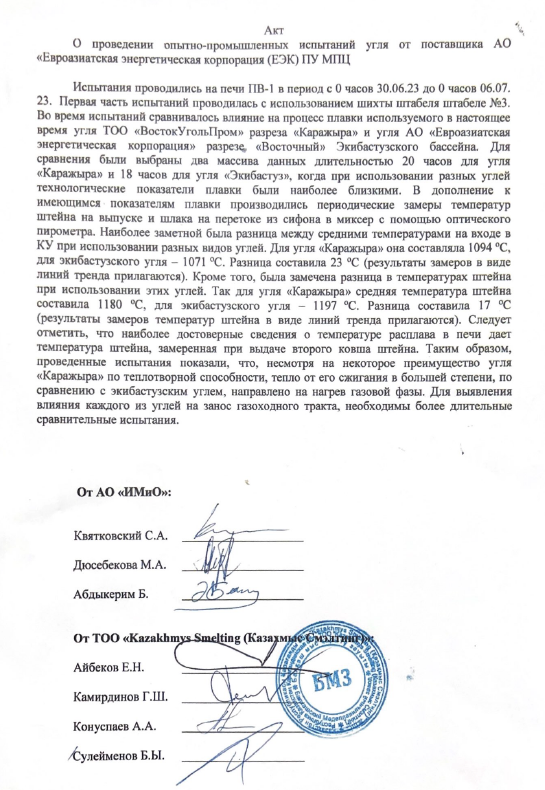 Акт
О проведении опытно-промышленных испытаний угля от поставщика АО
«Евроазиатская энергетическая корпорация (ЕЭК) ПУ МПЦ
Испытания проводились на печи ПВ-1 в период с 0 часов 30.06.23 до 0 часов 06.07.
23. Первая часть испытаний проводилась с использованием шихты штабеля штабеле №3.
Во время испытаний сравнивалось влияние на процесс плавки используемого в настоящее
время угля ТОО «ВостокУгольПром» разреза «Каражыра» и угля АО «Евроазиатская
энергетическая корпорация» разрезе «Восточный» Экибастузского бассейна. Для
сравнения были выбраны два массива данных длительностью 20 часов для угля
«Каражыра» и 18 часов для угля «Экибастуз», когда при использовании разных углей
технологические показатели плавки были наиболее близкими. В дополнение к
имеющимся показателям плавки производились периодические замеры температур
штейна на выпуске и шлака на перетоке из сифона в миксер с помощью оптического
пирометра. Наиболее заметной была разница между средними температурами на входе в
КУ при использовании разных видов углей. Для угля «Каражыра» она составляла 1094 ⁰С,
для экибастузского угля – 1071 ⁰С. Разница составила 23 ⁰С (результаты замеров в виде
линий тренда прилагаются). Кроме того, была замечена разница в температурах штейна
при использовании этих углей. Так для угля «Каражыра» средняя температура штейна
составила 1180 ⁰С, для экибастузского угля – 1197 ⁰С. Разница составила 17 ⁰С
(результаты замеров температур штейна в виде линий тренда прилагаются). Следует
отметить, что наиболее достоверные сведения о температуре расплава в печи дает
температура штейна, замеренная при выдаче второго ковша штейна. Таким образом,
проведенные испытания показали, что, несмотря на некоторое преимущество угля
«Каражыра» по теплотворной способности, тепло от его сжигания в большей степени, по
сравнению с экибастузским углем, направлено на нагрев газовой фазы. Для выявления
влияния каждого из углей на занос газоходного тракта, необходимы более длительные
сравнительные испытания.
От АО «ИМиО»:
Квятковский С.А.
Дюсебекова М.А.
Абдыкерим Б.
От ТОО «Kazakhmys Smelting (Казахмыс Смэлтинг)»:
Айбеков Е.Н.
Камирдинов Г.Ш.
Конуспаев А.А.
Сулейменов Б.Ы.
БМЗ